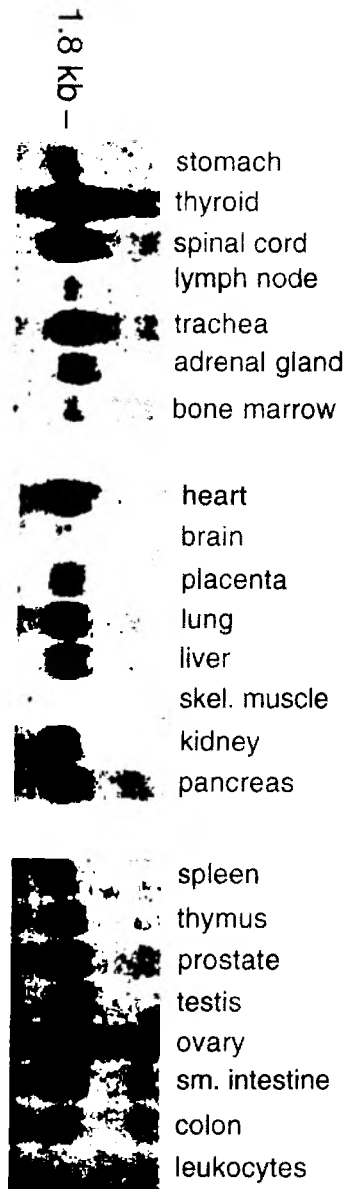 1.8 kb –
stomach
thyroid
spinal cord
lymph node
trachea
adrenal gland
bone marrow
heart
brain
placenta
lung
liver
skel. muscle
kidney
pancreas
spleen
thymus
prostate
testis
ovary
sm. intestine
colon
leukocytes